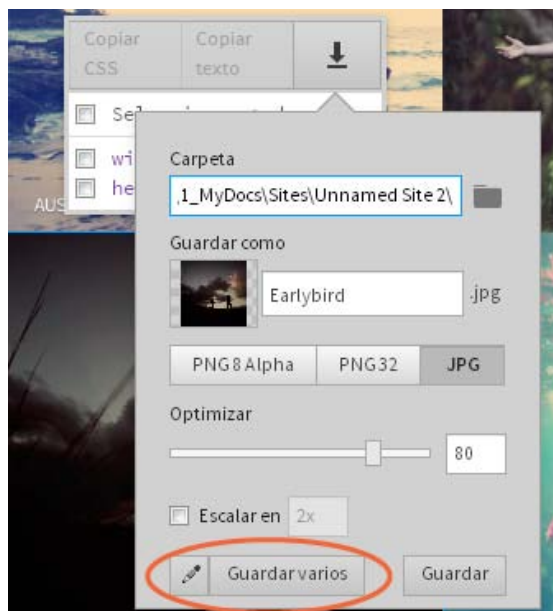 Copiar CSS
Copiar texto
Carpeta
,1_MyDocs\Sites\Unnamed Site 2\
Guardar como
Earlybird .jpg
PNG8 Alpha PNG32 JPG
Optimizar
80
Escalar en 2x
Guardar varios Guardar